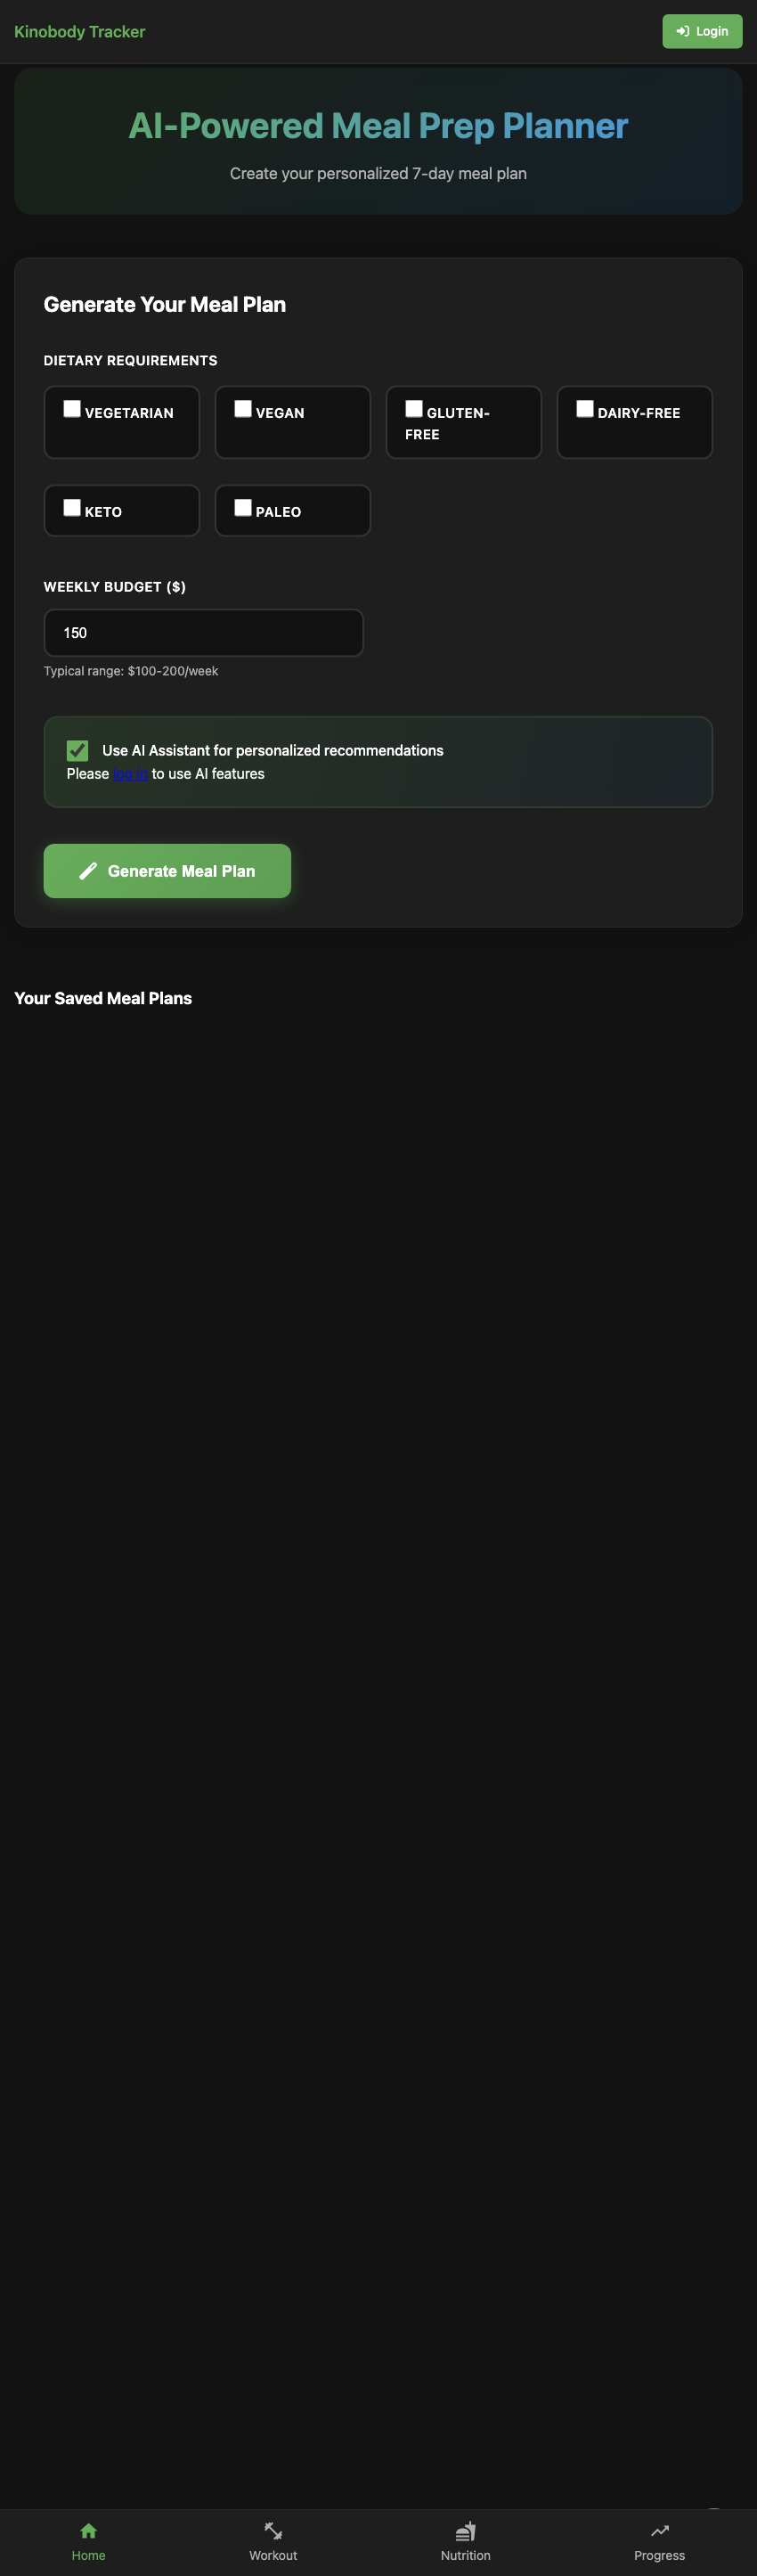 Kinobody Tracker
Login
AI-Powered Meal Prep Planner
Create your personalized 7-day meal plan
Generate Your Meal Plan
DIETARY REQUIREMENTS
VEGETARIAN
VEGAN
GLUTEN-
FREE
DAIRY-FREE
KETO
PALEO
WEEKLY BUDGET ($)
150
Typical range: $100-200/week
Use AI Assistant for personalized recommendations
Please log in to use AI features
Generate Meal Plan
Your Saved Meal Plans
Home
Workout
Nutrition
Progress